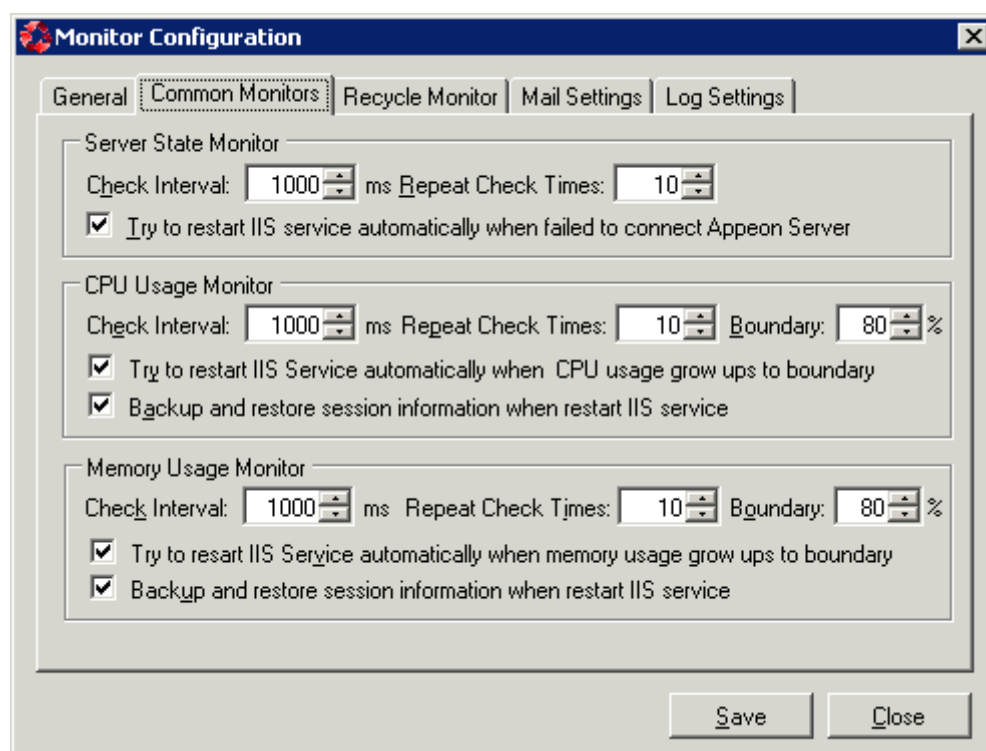 Monitor Configuration
General Common Monitors Recycle Monitor Mail Settings Log Settings
Server State Monitor
Check Interval: 1000 ms Repeat Check Times: 10
Try to restart IIS service automatically when failed to connect Appeon Server
CPU Usage Monitor
Check Interval: 1000 ms Repeat Check Times: 10 Boundary: 80 %
Try to restart IIS Service automatically when CPU usage grow ups to boundary
Backup and restore session information when restart IIS service
Memory Usage Monitor
Check Interval: 1000 ms Repeat Check Times: 10 Boundary: 80 %
Try to resart IIS Service automatically when memory usage grow ups to boundary
Backup and restore session information when restart IIS service
Save Close